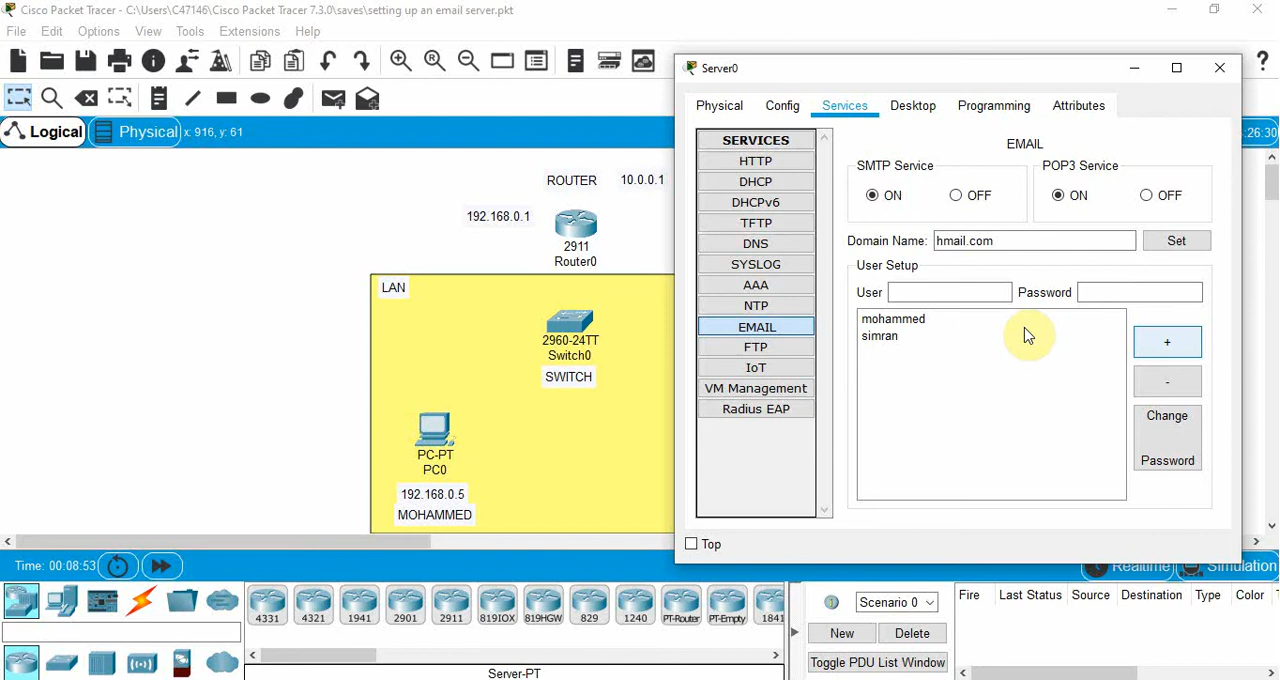 Cisco Packet Tracer - C:\Users\C47146\Cisco Packet Tracer 7.3.0\saves\setting up an email server.pkt
File Edit Options View Tools Extensions Help
Logical Physical x: 916, y: 61
:26:30
ROUTER 10.0.0.1
192.168.0.1
2911
Router0
LAN
2960-24TT
Switch0
SWITCH
PC-PT
PC0
192.168.0.5
MOHAMMED
Server0
Physical Config Services Desktop Programming Attributes
SERVICES
HTTP
DHCP
DHCPv6
TFTP
DNS
SYSLOG
AAA
NTP
EMAIL
FTP
IoT
VM Management
Radius EAP
EMAIL
SMTP Service
ON OFF
POP3 Service
ON OFF
Domain Name: hmail.com Set
User Setup
User Password
mohammed
simran
+
-
Change
Password
Top
Time: 00:08:53
Realtime Simulation
4331 4321 1941 2901 2911 819IOX 819HGW 829 1240 PT-Router PT-Empty 1841
Server-PT
Scenario 0
New Delete
Toggle PDU List Window
Fire Last Status Source Destination Type Color